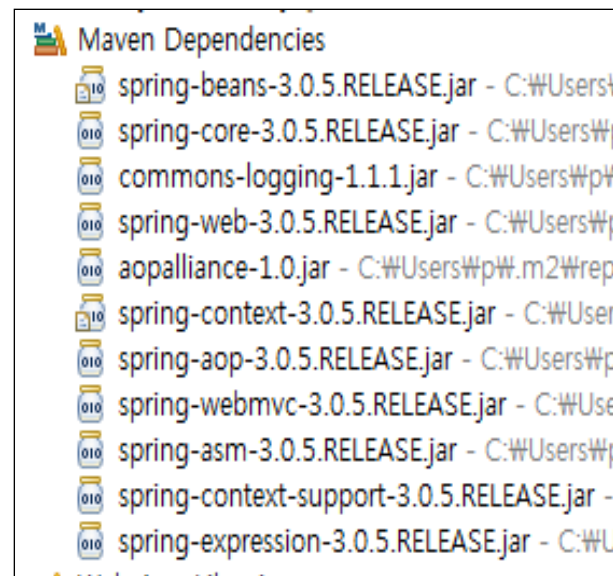 Maven Dependencies
spring-beans-3.0.5.RELEASE.jar - C:₩Users₩
spring-core-3.0.5.RELEASE.jar - C:₩Users₩p
commons-logging-1.1.1.jar - C:₩Users₩p₩
spring-web-3.0.5.RELEASE.jar - C:₩Users₩p
aopalliance-1.0.jar - C:₩Users₩p₩.m2₩rep
spring-context-3.0.5.RELEASE.jar - C:₩User
spring-aop-3.0.5.RELEASE.jar - C:₩Users₩p
spring-webmvc-3.0.5.RELEASE.jar - C:₩Use
spring-asm-3.0.5.RELEASE.jar - C:₩Users₩p
spring-context-support-3.0.5.RELEASE.jar -
spring-expression-3.0.5.RELEASE.jar - C:₩U